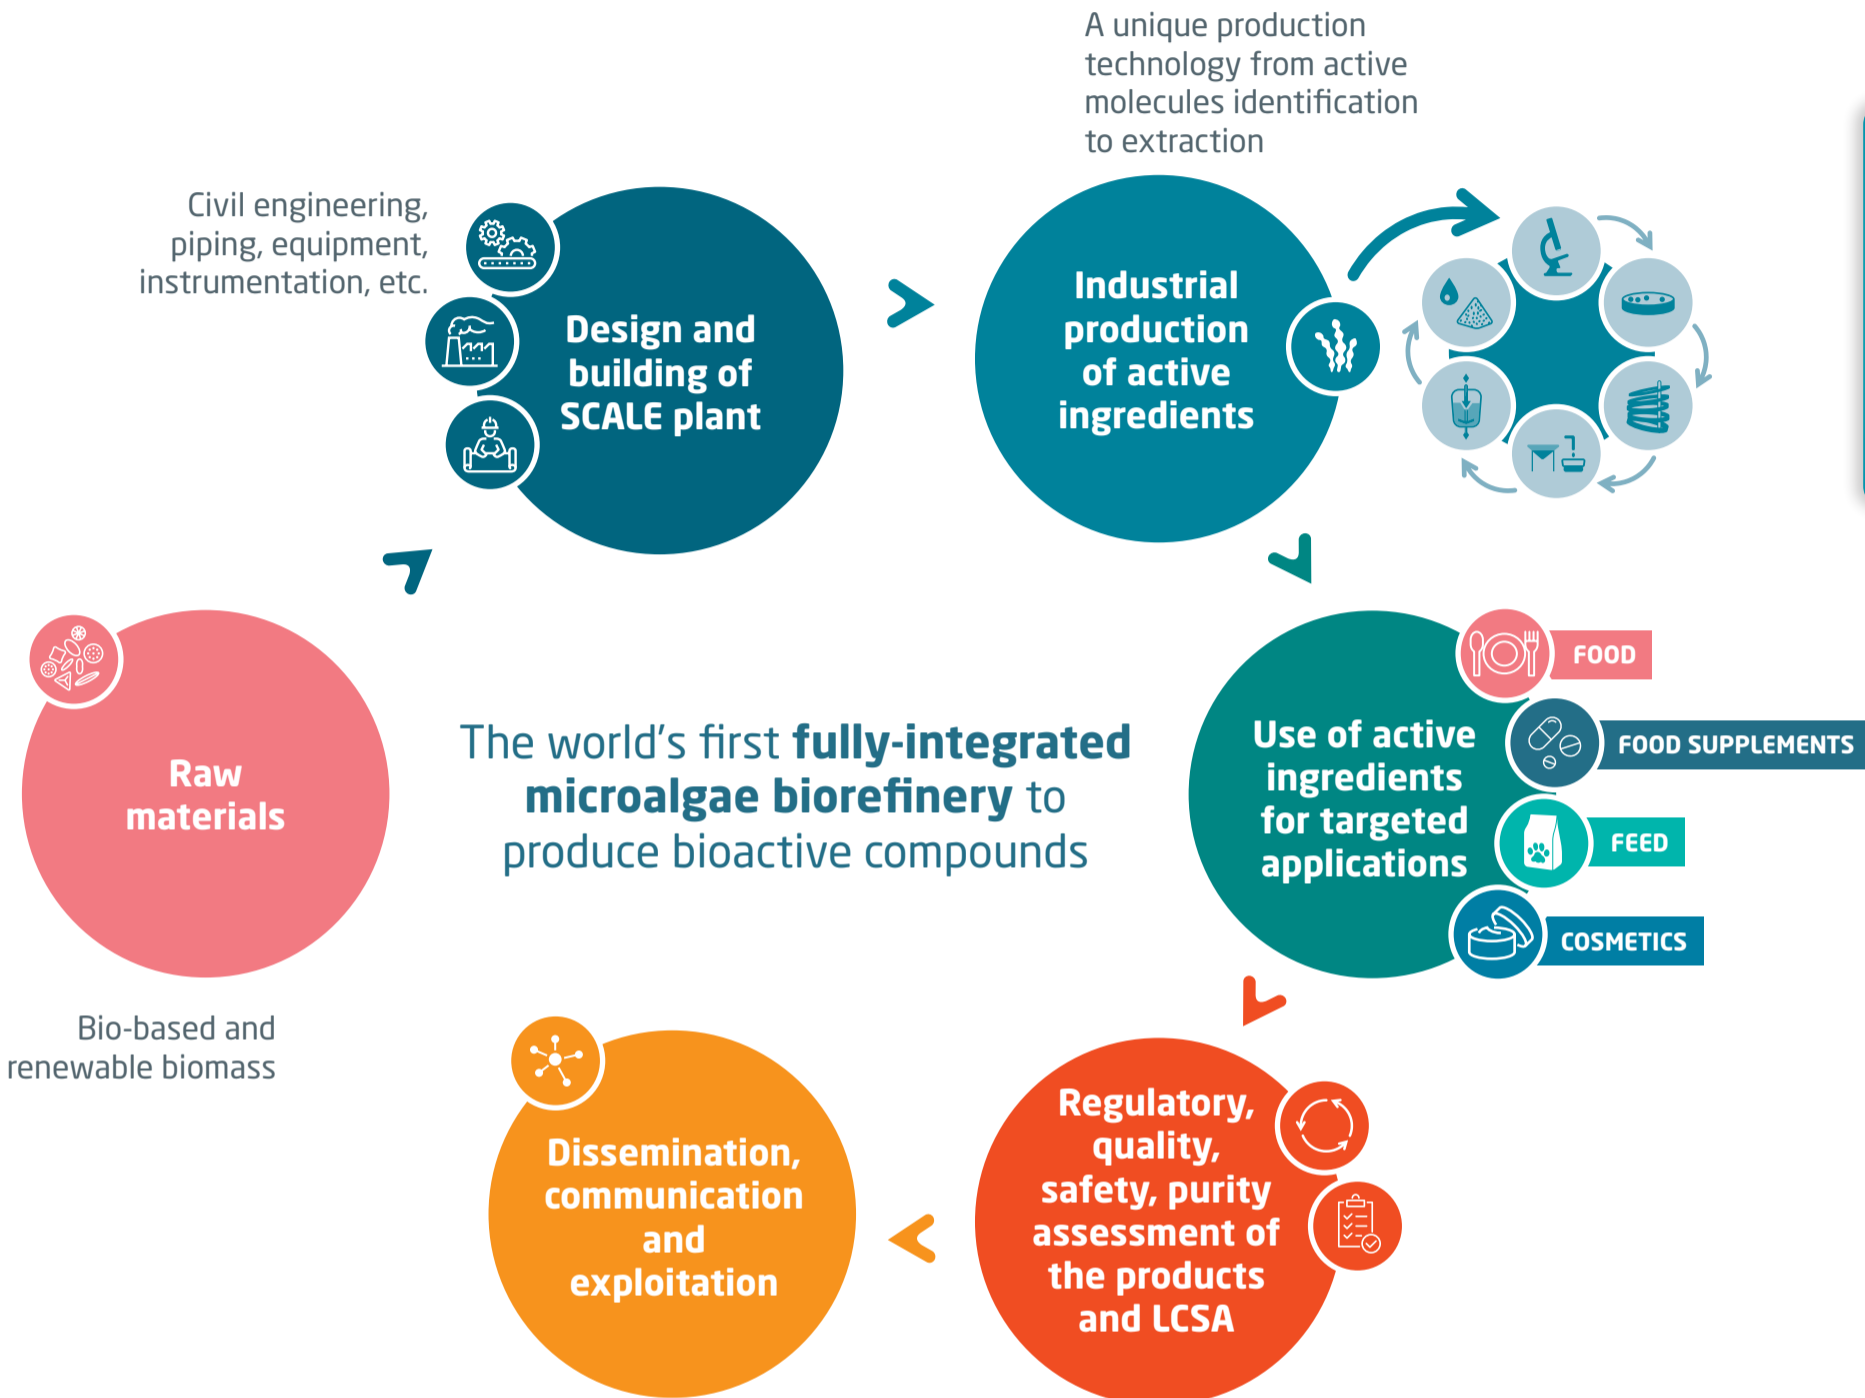 A unique production
technology from active
molecules identification
to extraction
Civil engineering,
piping, equipment,
instrumentation, etc.
Design and
building of
SCALE plant
Industrial
production
of active
ingredients
Raw
materials
Bio-based and
renewable biomass
The world's first fully-integrated
microalgae biorefinery to
produce bioactive compounds
Use of active
ingredients
for targeted
applications
FOOD
FOOD SUPPLEMENTS
FEED
COSMETICS
Regulatory,
quality,
safety, purity
assessment of
the products
and LCSA
Dissemination,
communication
and
exploitation